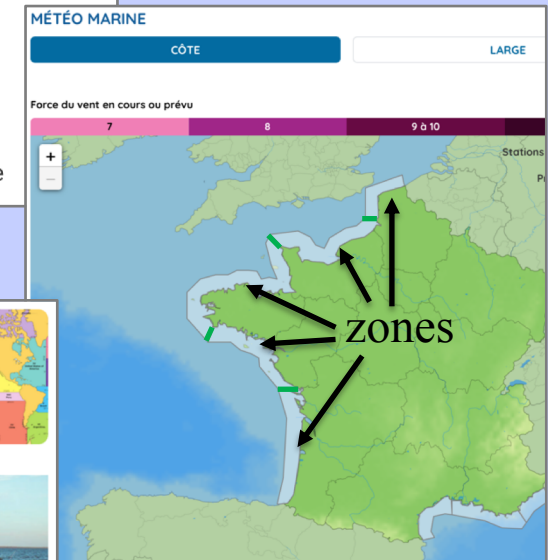 MÉTÉO MARINE
CÔTE LARGE
Force du vent en cours ou prévu
7 8 9 à 10
+
Stations
−
zones